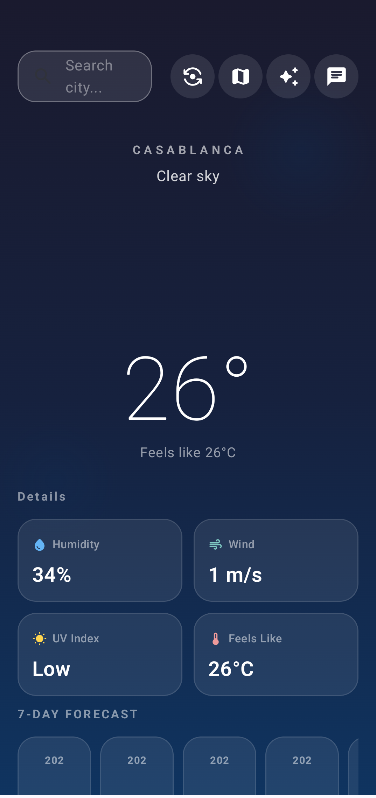 Search
city...
CASABLANCA
Clear sky
26°
Feels like 26°C
Details
Humidity
34%
Wind
1 m/s
UV Index
Low
Feels Like
26°C
7-DAY FORECAST
202
202
202
202